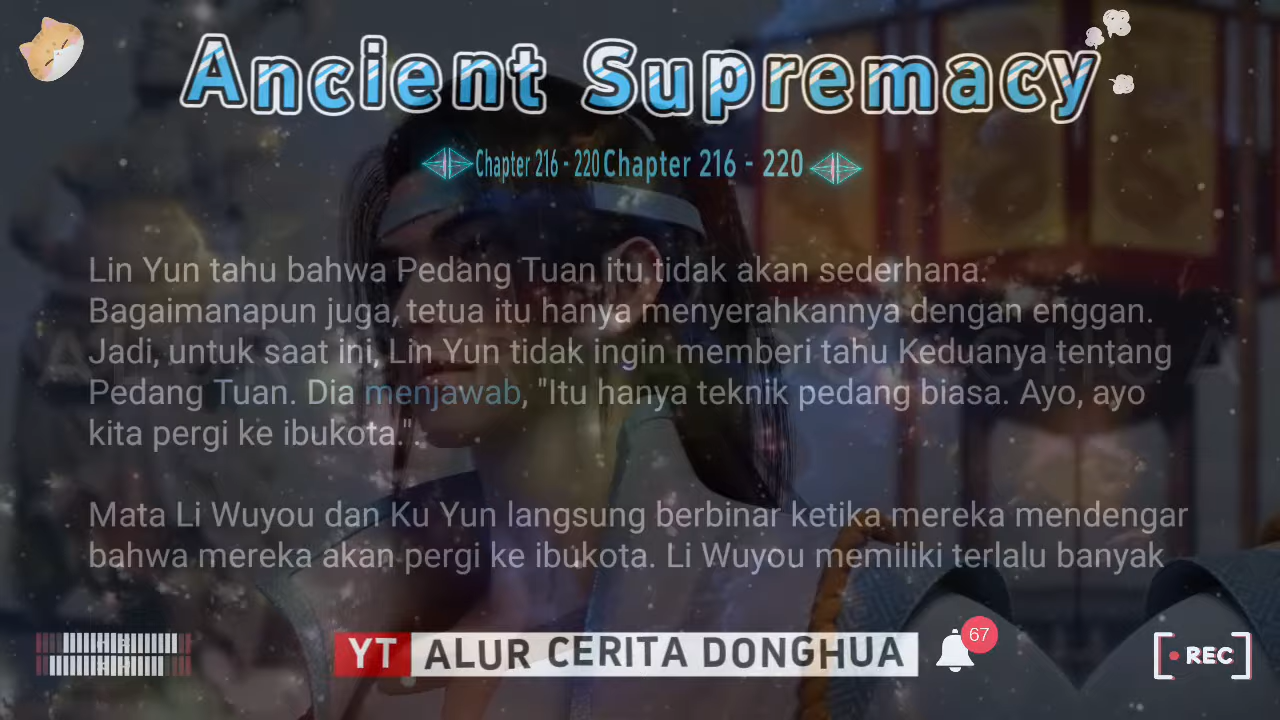 Ancient Supremacy
Chapter 216 - 220 Chapter 216 - 220
Lin Yun tahu bahwa Pedang Tuan itu tidak akan sederhana.
Bagaimanapun juga, tetua itu hanya menyerahkannya dengan enggan.
Jadi, untuk saat ini, Lin Yun tidak ingin memberi tahu Keduanya tentang
Pedang Tuan. Dia menjawab, "Itu hanya teknik pedang biasa. Ayo, ayo
kita pergi ke ibukota.".
Mata Li Wuyou dan Ku Yun langsung berbinar ketika mereka mendengar
bahwa mereka akan pergi ke ibukota. Li Wuyou memiliki terlalu banyak
YT ALUR CERITA DONGHUA
67
REC